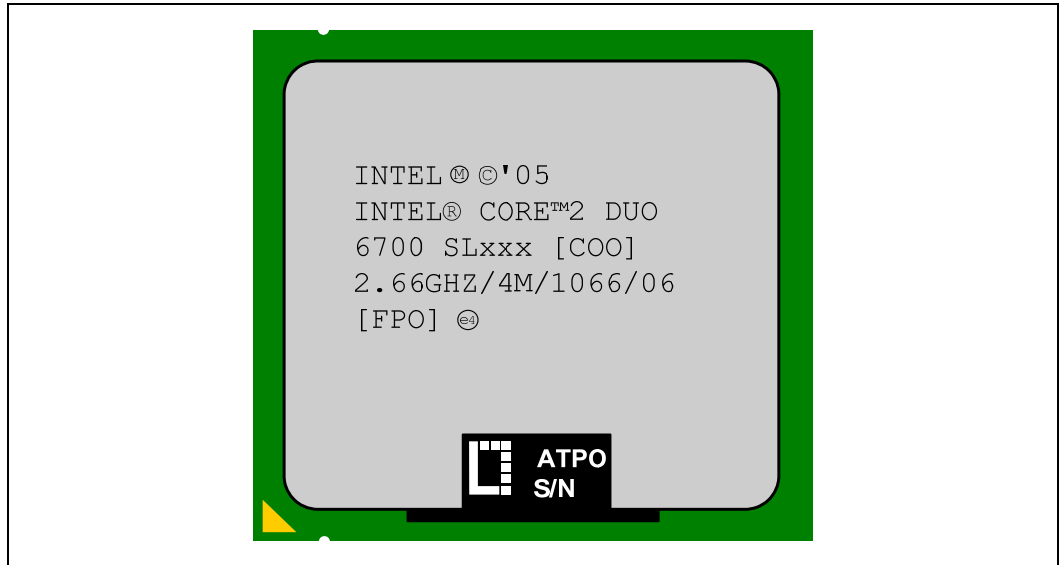 INTEL Ⓜ ©'05
INTEL® CORE™2 DUO
6700 SLxxx [COO]
2.66GHZ/4M/1066/06
[FPO] e4
ATPO
S/N